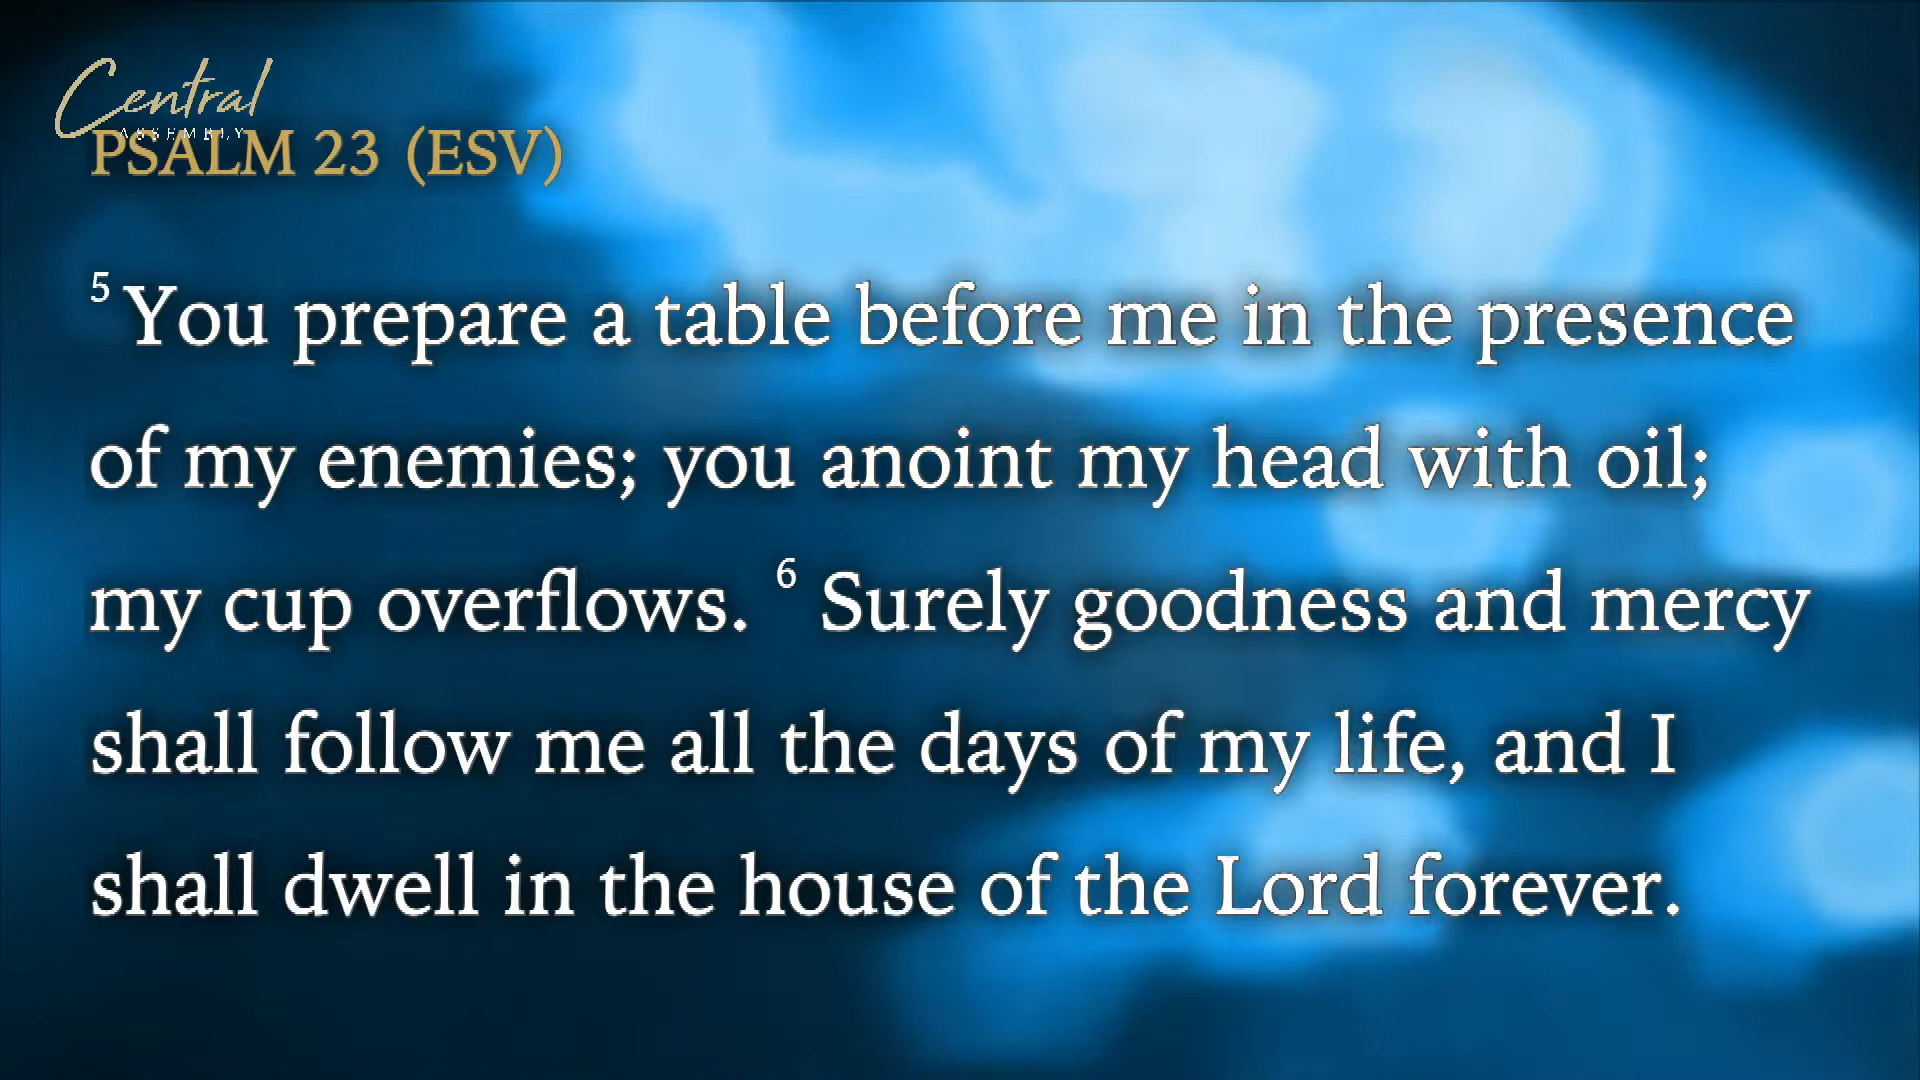 Central
ASSEMBLY
PSALM 23 (ESV)
5 You prepare a table before me in the presence
of my enemies; you anoint my head with oil;
my cup overflows. 6 Surely goodness and mercy
shall follow me all the days of my life, and I
shall dwell in the house of the Lord forever.